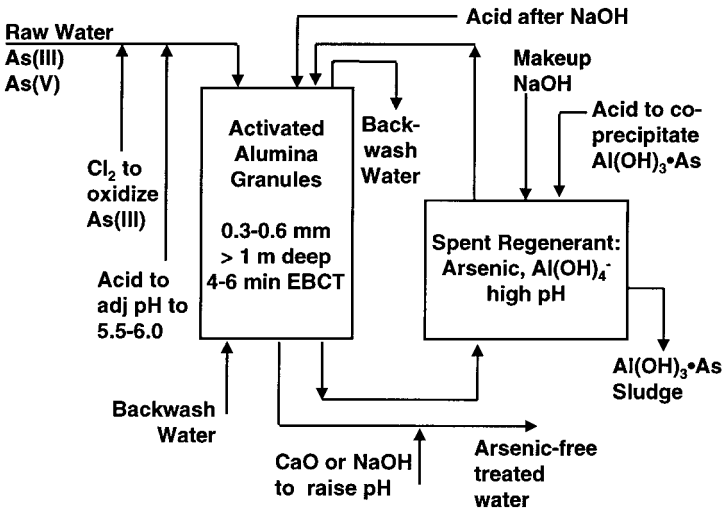 Raw Water
As(III)
As(V)
Cl₂ to
oxidize
As(III)
Acid to
adj pH to
5.5-6.0
Activated
Alumina
Granules
0.3-0.6 mm
> 1 m deep
4-6 min EBCT
Backwash
Water
Acid after NaOH
Back-
wash
Water
Makeup
NaOH
Acid to co-
precipitate
Al(OH)₃•As
Spent Regenerant:
Arsenic, Al(OH)₄⁻
high pH
Al(OH)₃•As
Sludge
CaO or NaOH
to raise pH
Arsenic-free
treated
water